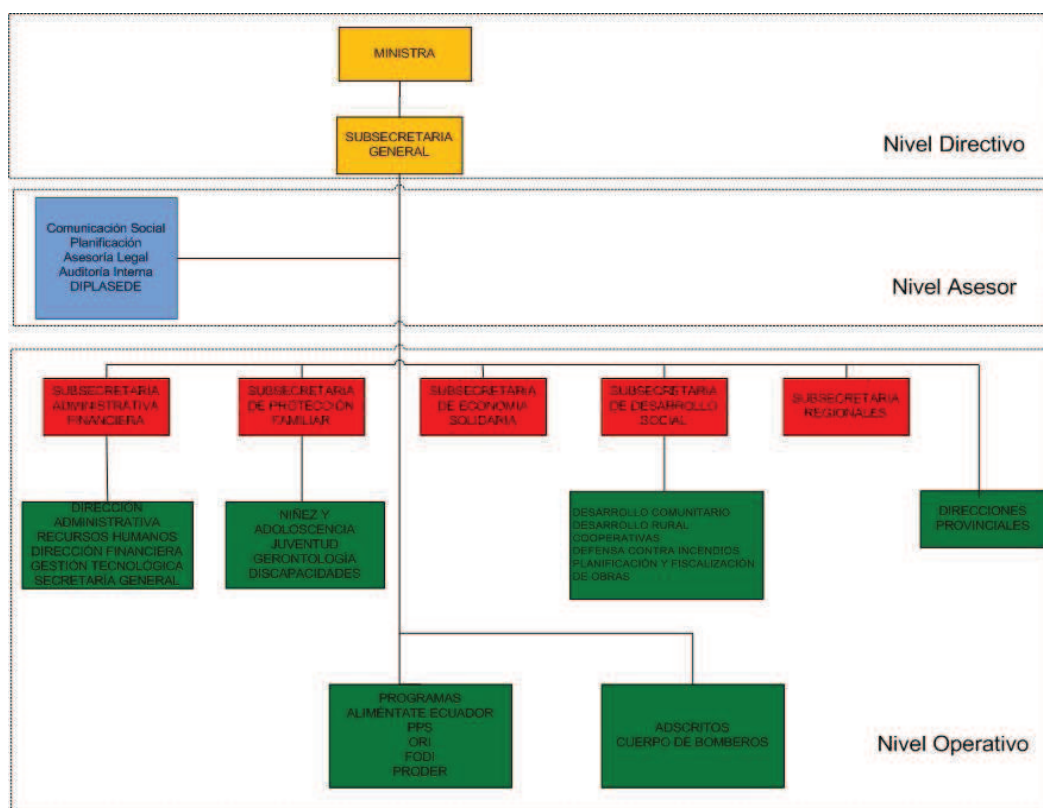 MINISTRA
SUBSECRETARIA
GENERAL
Nivel Directivo
Comunicación Social
Planificación
Asesoría Legal
Auditoría Interna
DIPLASEDE
Nivel Asesor
SUBSECRETARIA
ADMINISTRATIVA
FINANCIERA
SUBSECRETARIA
DE PROTECCIÓN
FAMILIAR
SUBSECRETARIA
DE ECONOMIA
SOLIDARIA
SUBSECRETARIA
DE DESARROLLO
SOCIAL
SUBSECRETARIA
REGIONALES
DIRECCIÓN
ADMINISTRATIVA
RECURSOS HUMANOS
DIRECCIÓN FINANCIERA
GESTIÓN TECNOLÓGICA
SECRETARÍA GENERAL
NIÑEZ Y
ADOLOSCENCIA
JUVENTUD
GERONTOLOGÍA
DISCAPACIDADES
DESARROLLO COMUNITARIO
DESARROLLO RURAL
COOPERATIVAS
DEFENSA CONTRA INCENDIOS
PLANIFICACIÓN Y FISCALIZACIÓN
DE OBRAS
DIRECCIONES
PROVINCIALES
PROGRAMAS
ALIMÉNTATE ECUADOR
PPS
ORI
FODI
PRODER
ADSCRITOS
CUERPO DE BOMBEROS
Nivel Operativo